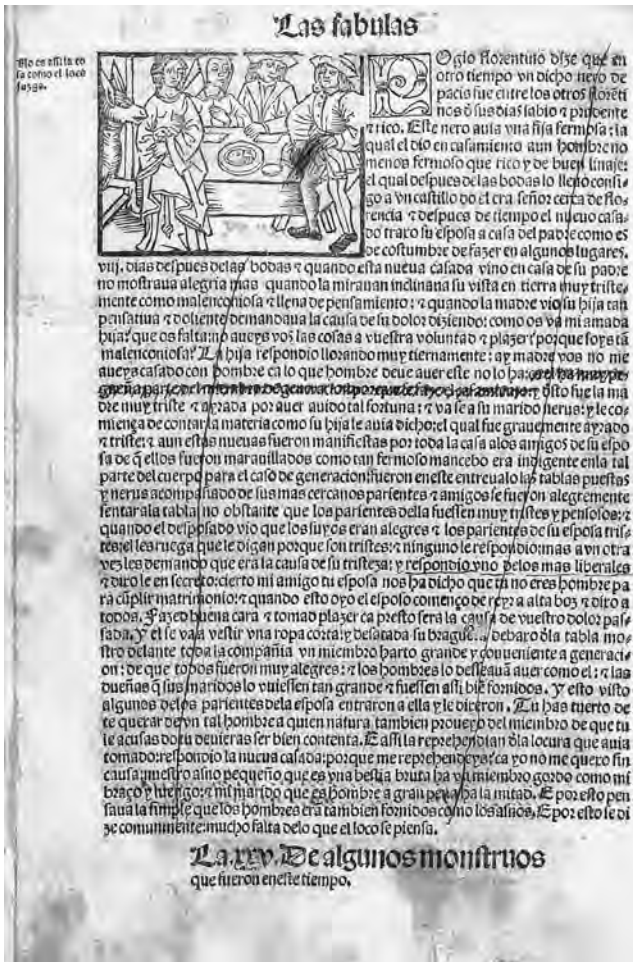 Las fabulas
No es assi la co
sa como el loco
juzga.
Ogio florentino dize que en
otro tiempo vn dicho nero de
pacis fue entre los otros floreti
nos d sus dias sabio ⁊ prudente
⁊ rico. Este nero auia vna fija fermosa: la
qual el dio en casamiento a un hombre no
menos fermoso que rico y de buen linaje:
el qual despues delas bodas lo lleuo consi
go a vn castillo do el era señor cerca de flo
rencia ⁊ despues de tiempo el nueuo casa
do traxo su esposa a casa del padre como es
de costumbre de fazer en algunos lugares.
viij. dias despues delas bodas ⁊ quando esta nueua casada vino en casa de su padre
no mostraua alegria mas quando la mirauan inclinaua su vista en tierra muy triste
mente como malenconiosa ⁊ llena de pensamiento: ⁊ quando la madre vio su hija tan
pensatiua ⁊ doliente demandaua la causa de su dolor diziendo: como os va mi amada
hija? que os falta: no aueys vos las cosas a vuestra voluntad ⁊ plazer? porque soys tã
malenconiosa? La hija respondio llorando muy tiernamente: ay madre vos no me
aueys casado con hombre ca lo que hombre deue auer este no lo ha:
y dsto fue la ma
dre muy triste ⁊ ayrada por auer auido tal fortuna: ⁊ va se a su marido nerus: y le co
miença de contar la materia como su hija le auia dicho: el qual fue grauemente ayrado
⁊ triste: ⁊ aun estas nueuas fueron manifiestas por toda la casa alos amigos de su espo
sa de q̃ ellos fueron marauillados como tan fermoso mancebo era indigente enla tal
parte del cuerpo para el caso de generacion: fueron eneste entreualo las tablas puestas
y nerus acompañado de sus mas cercanos parientes ⁊ amigos se fueron alegremente
sentar ala tabla no obstante que los parientes della fuessen muy tristes y pensosos: ⁊
quando el desposado vio que los suyos eran alegres ⁊ los parientes de su esposa tris
tes: el les ruega que le digan porque son tristes: ⁊ ninguno le respondio: mas a vn otra
vez les demando que era la causa de su tristeza: y respondio vno delos mas liberales
⁊ dixo le en secreto: cierto mi amigo tu esposa nos ha dicho que tu no eres hombre pa
ra cũplir matrimonio: ⁊ quando esto oyo el esposo començo de reyr a alta boz ⁊ dixo a
todos. Fazed buena cara ⁊ tomad plazer ca presto sera la causa de vuestro dolor pas
sada. Y el se va a vestir vna ropa corta: y desatada su brague debaxo dla tabla mo
stro delante toda la compañia vn miembro harto grande y conueniente a generaci
on: de que todos fueron muy alegres: ⁊ los hombres lo desseauã auer como el: ⁊ las
dueñas q̃ sus maridos lo vuiessen tan grande ⁊ fuessen assi biẽ fornidos. Y esto visto
algunos delos parientes dela esposa entraron a ella y le dixeron. Tu has tuerto de
te quexar de vn tal hombre a quien natura tambien proueyo del miembro de que tu
le acusas do tu deuieras ser bien contenta. E assi la reprehendian dla locura que auia
tomado: respondio la nueua casada: porque me reprehendeys? ca yo no me quexo sin
causa: nuestro asno pequeño que es vna bestia bruta ha vn miembro gordo como mi
braço y luengo: ⁊ mi marido que es hombre a gran pena ha la mitad. E por esto pen
saua la simple que los hombres erã tambien fornidos como los asnos. E por esto se di
ze comunmente: mucho falta delo que el loco se piensa.
La.xxv. De algunos monstruos
que fueron eneste tiempo.